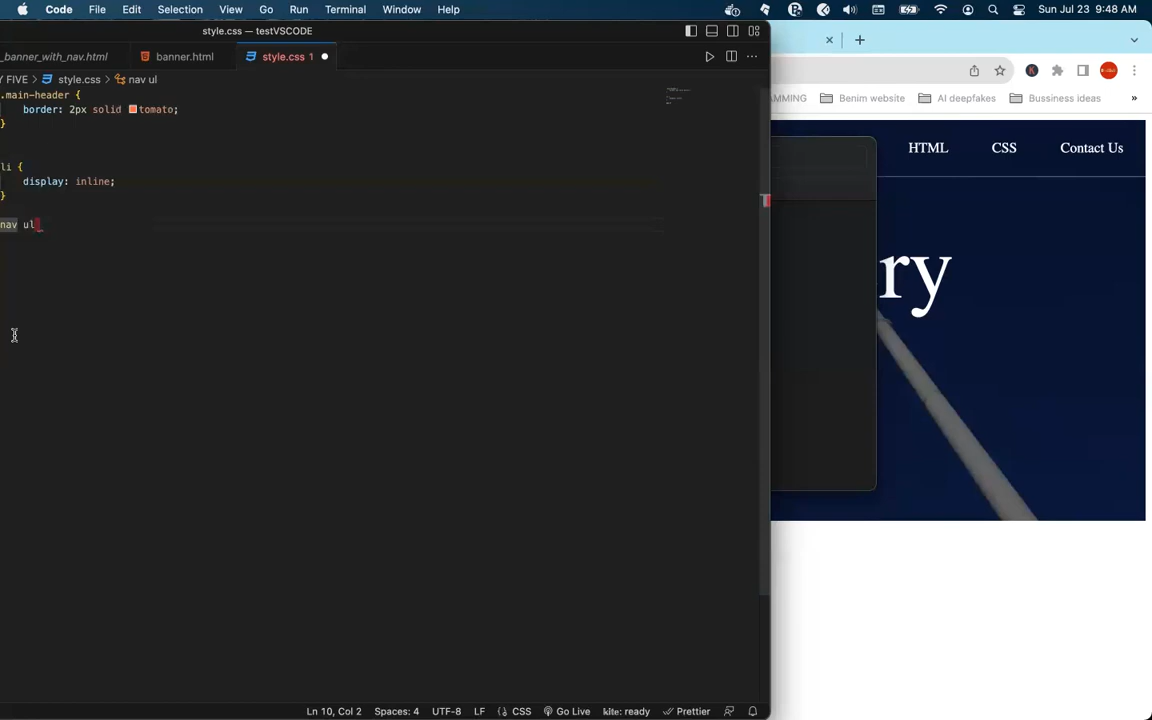 Code File Edit Selection View Go Run Terminal Window Help Sun Jul 23 9:48 AM
style.css — testVSCODE
_banner_with_nav.html banner.html style.css 1
Y FIVE > style.css > nav ul
.main-header {
border: 2px solid tomato;
}
li {
display: inline;
}
nav ul
Ln 10, Col 2 Spaces: 4 UTF-8 LF CSS Go Live kite: ready Prettier
AMMING Benim website AI deepfakes Bussiness ideas »
HTML CSS Contact Us
ry